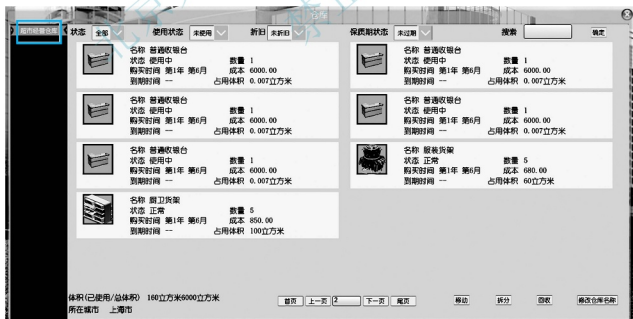 仓库
超市经营仓库
状态 全部 使用状态 未使用 折旧 未折旧 保质期状态 未过期 搜索 确定
名称 普通收银台
状态 使用中 数量 1
购买时间 第1年 第6月 成本 6000.00
到期时间 -- 占用体积 0.007立方米
名称 普通收银台
状态 使用中 数量 1
购买时间 第1年 第6月 成本 6000.00
到期时间 -- 占用体积 0.007立方米
名称 普通收银台
状态 使用中 数量 1
购买时间 第1年 第6月 成本 6000.00
到期时间 -- 占用体积 0.007立方米
名称 普通收银台
状态 使用中 数量 1
购买时间 第1年 第6月 成本 6000.00
到期时间 -- 占用体积 0.007立方米
名称 普通收银台
状态 使用中 数量 1
购买时间 第1年 第6月 成本 6000.00
到期时间 -- 占用体积 0.007立方米
名称 服装货架
状态 正常 数量 5
购买时间 第1年 第6月 成本 680.00
到期时间 -- 占用体积 60立方米
名称 厨卫货架
状态 正常 数量 5
购买时间 第1年 第6月 成本 850.00
到期时间 -- 占用体积 100立方米
体积(已使用/总体积) 160立方米6000立方米 首页 上一页 2 下一页 尾页 移动 拆分 回收 修改仓库名称
所在城市 上海市